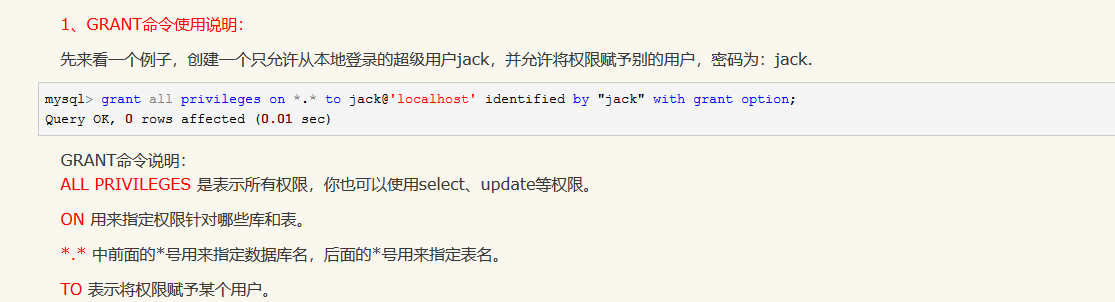 1、GRANT命令使用说明：
先来看一个例子，创建一个只允许从本地登录的超级用户jack，并允许将权限赋予别的用户，密码为：jack.
mysql> grant all privileges on *.* to jack@'localhost' identified by "jack" with grant option;
Query OK, 0 rows affected (0.01 sec)
GRANT命令说明：
ALL PRIVILEGES 是表示所有权限，你也可以使用select、update等权限。
ON 用来指定权限针对哪些库和表。
*.* 中前面的*号用来指定数据库名，后面的*号用来指定表名。
TO 表示将权限赋予某个用户。